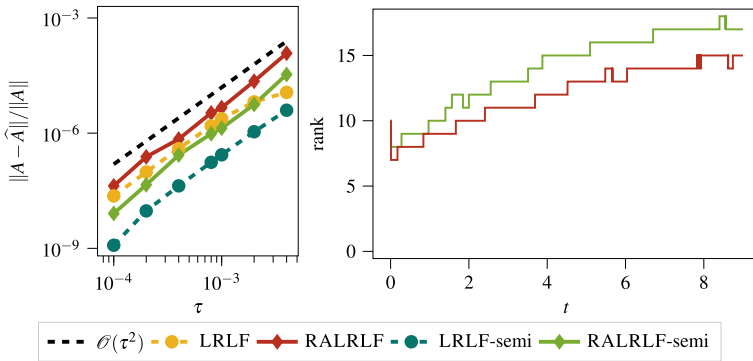 10⁻³
10⁻⁶
10⁻⁹
‖A − Â‖/‖A‖
10⁻⁴
10⁻³
τ
15
10
5
0
rank
0 2 4 6 8
t
𝒪(τ²) LRLF RALRLF LRLF-semi RALRLF-semi